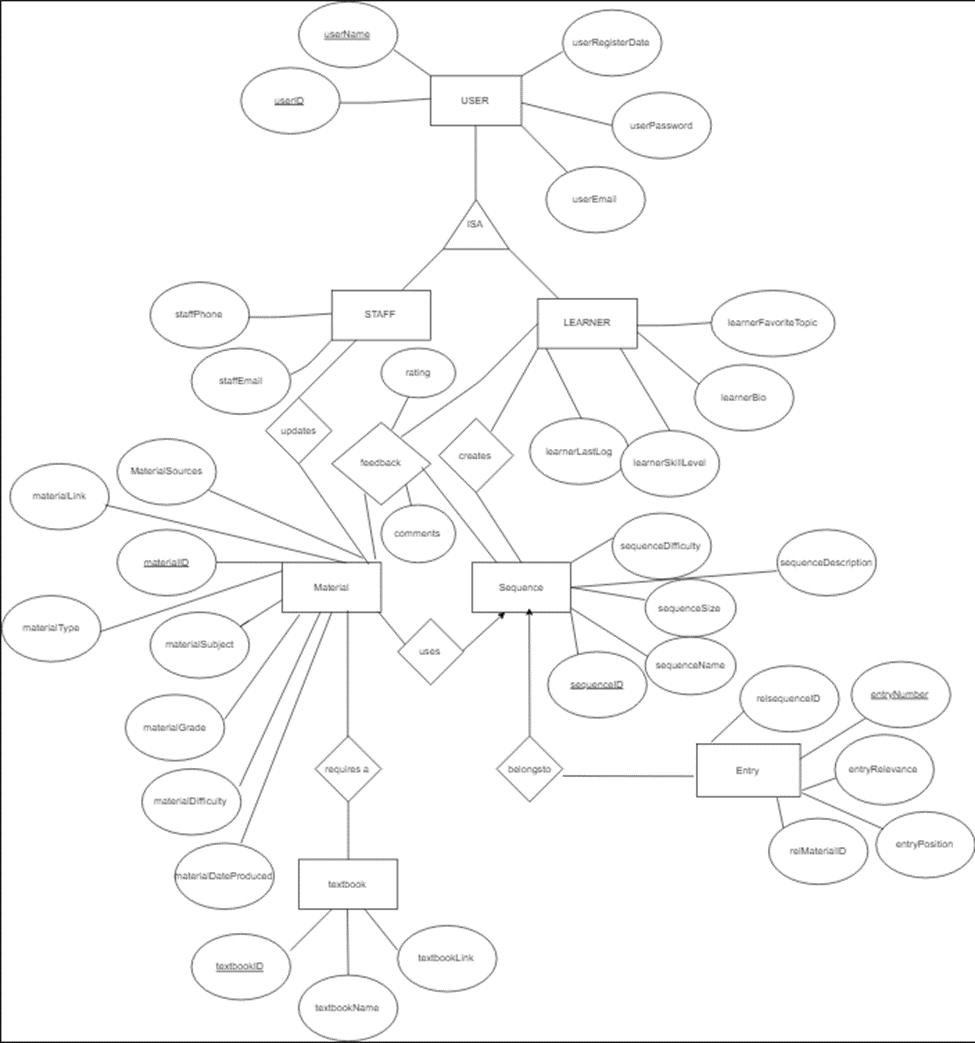 userName
userRegisterDate
userID
USER
userPassword
userEmail
ISA
staffPhone
STAFF
LEARNER
learnerFavoriteTopic
staffEmail
rating
learnerBio
updates
feedback
creates
learnerLastLog
learnerSkillLevel
MaterialSources
materialLink
comments
sequenceDifficulty
sequenceDescription
materialID
Material
Sequence
sequenceSize
materialType
materialSubject
uses
sequenceName
sequenceID
relsequenceID
entryNumber
materialGrade
requires a
belongsto
Entry
entryRelevance
materialDifficulty
relMaterialID
entryPosition
materialDateProduced
textbook
textbookID
textbookLink
textbookName